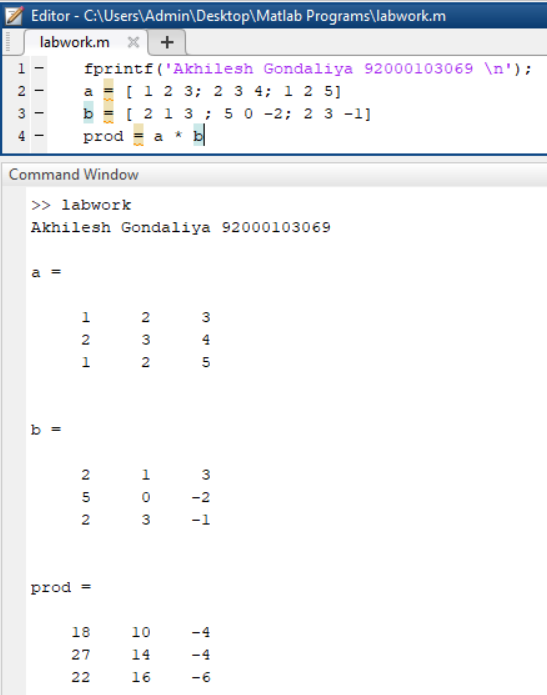 Editor - C:\Users\Admin\Desktop\Matlab Programs\labwork.m
labwork.m × +
1 - fprintf('Akhilesh Gondaliya 92000103069 \n');
2 - a = [ 1 2 3; 2 3 4; 1 2 5]
3 - b = [ 2 1 3 ; 5 0 -2; 2 3 -1]
4 - prod = a * b
Command Window
>> labwork
Akhilesh Gondaliya 92000103069
a =
1 2 3
2 3 4
1 2 5
b =
2 1 3
5 0 -2
2 3 -1
prod =
18 10 -4
27 14 -4
22 16 -6